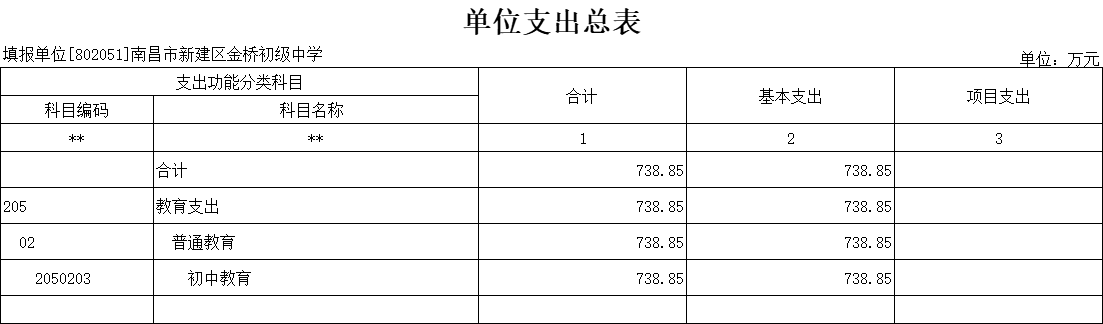 单位支出总表
填报单位[802051]南昌市新建区金桥初级中学
单位：万元
支出功能分类科目 合计 基本支出 项目支出
科目编码 科目名称
** ** 1 2 3
合计 738.85 738.85
205 教育支出 738.85 738.85
02 普通教育 738.85 738.85
2050203 初中教育 738.85 738.85